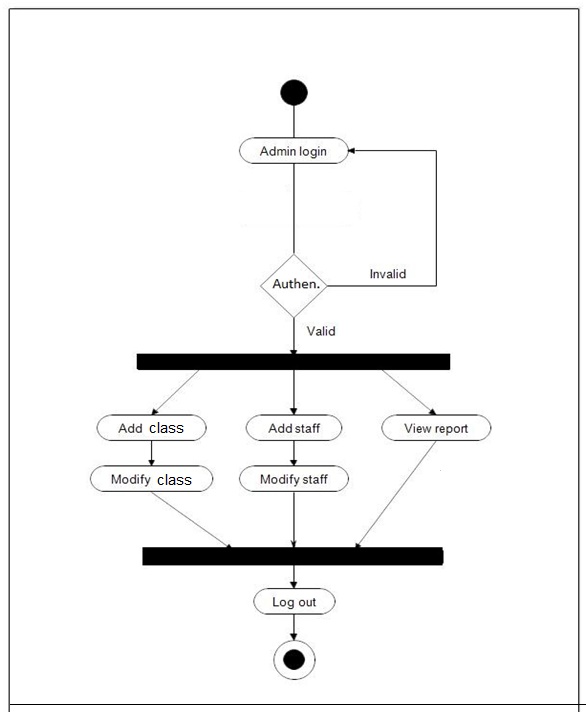 Admin login
Authen.
Invalid
Valid
Add class
Add staff
View report
Modify class
Modify staff
Log out